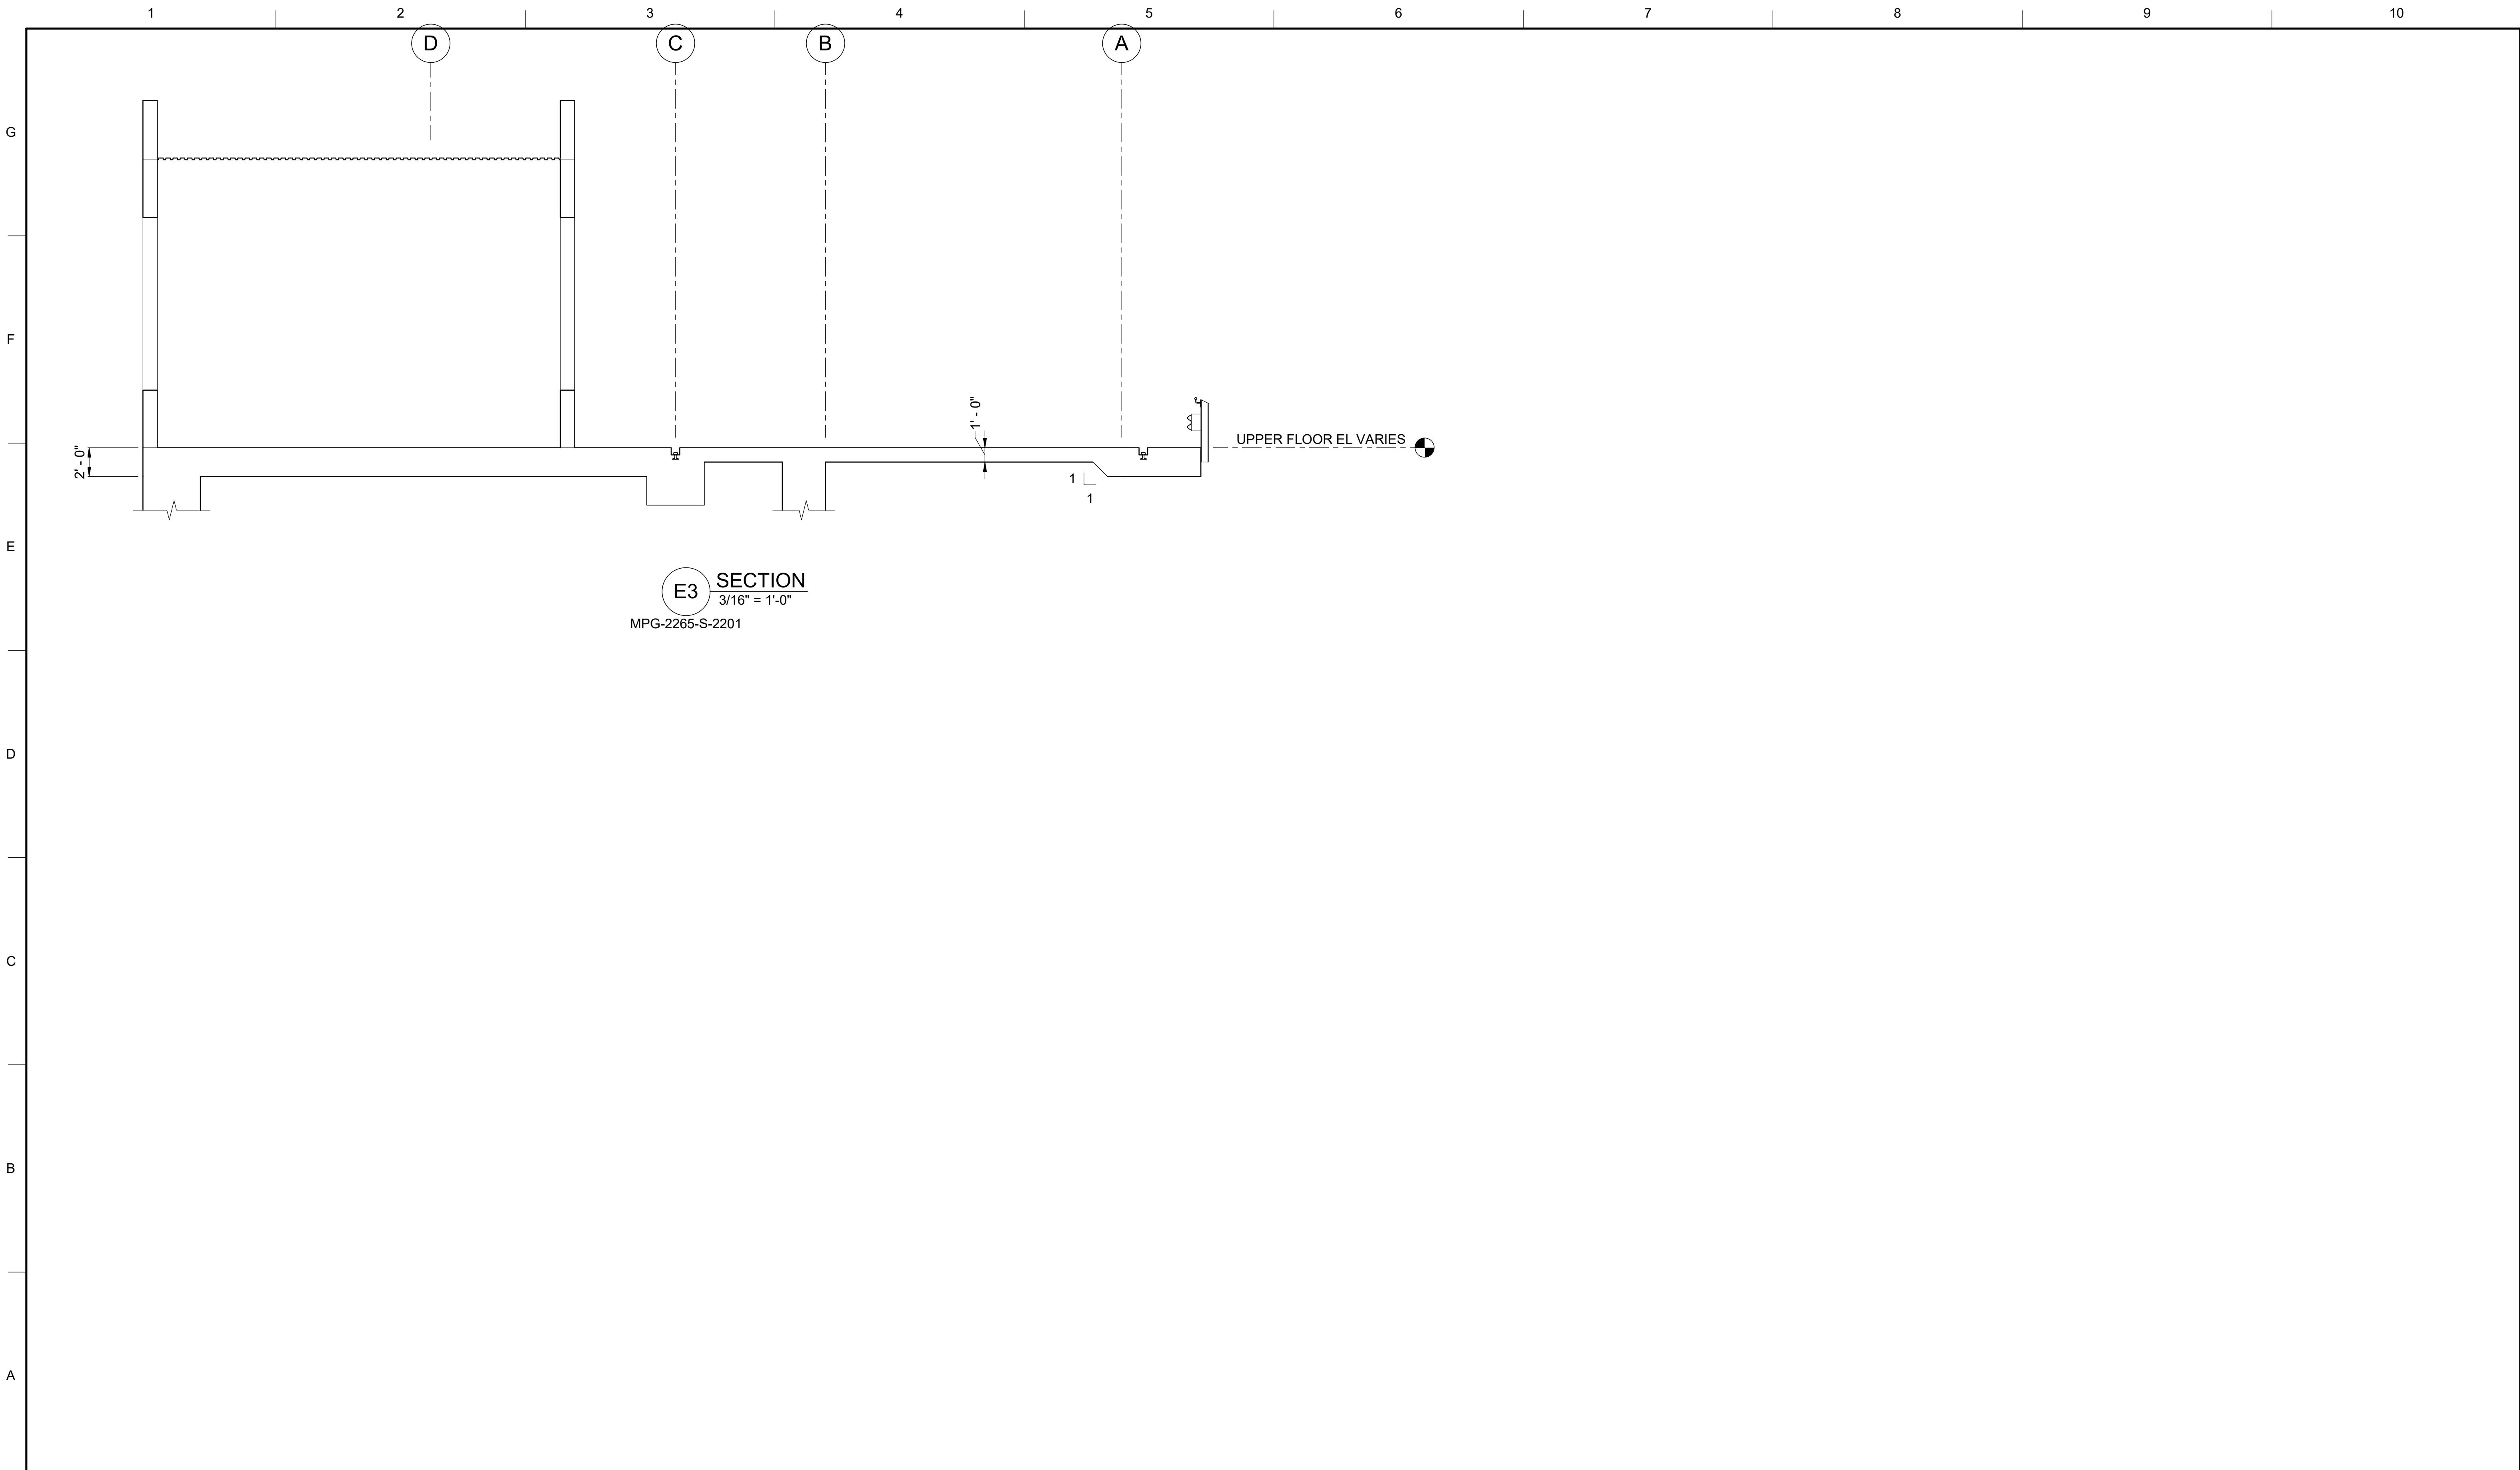 1 2 3 4 5 6 7 8 9 10
D C B A
G
F
1' - 0"
UPPER FLOOR EL VARIES
2' - 0"
1
1
E
E3 SECTION
3/16" = 1'-0"
MPG-2265-S-2201
D
C
B
A